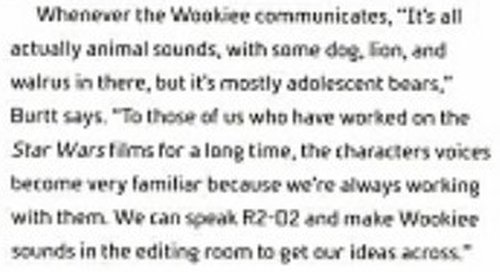 Whenever the Wookiee communicates, "It's all
actually animal sounds, with some dog, lion, and
walrus in there, but it's mostly adolescent bears,"
Burtt says. "To those of us who have worked on the
Star Wars films for a long time, the characters voices
become very familiar because we're always working
with them. We can speak R2-D2 and make Wookiee
sounds in the editing room to get our ideas across."